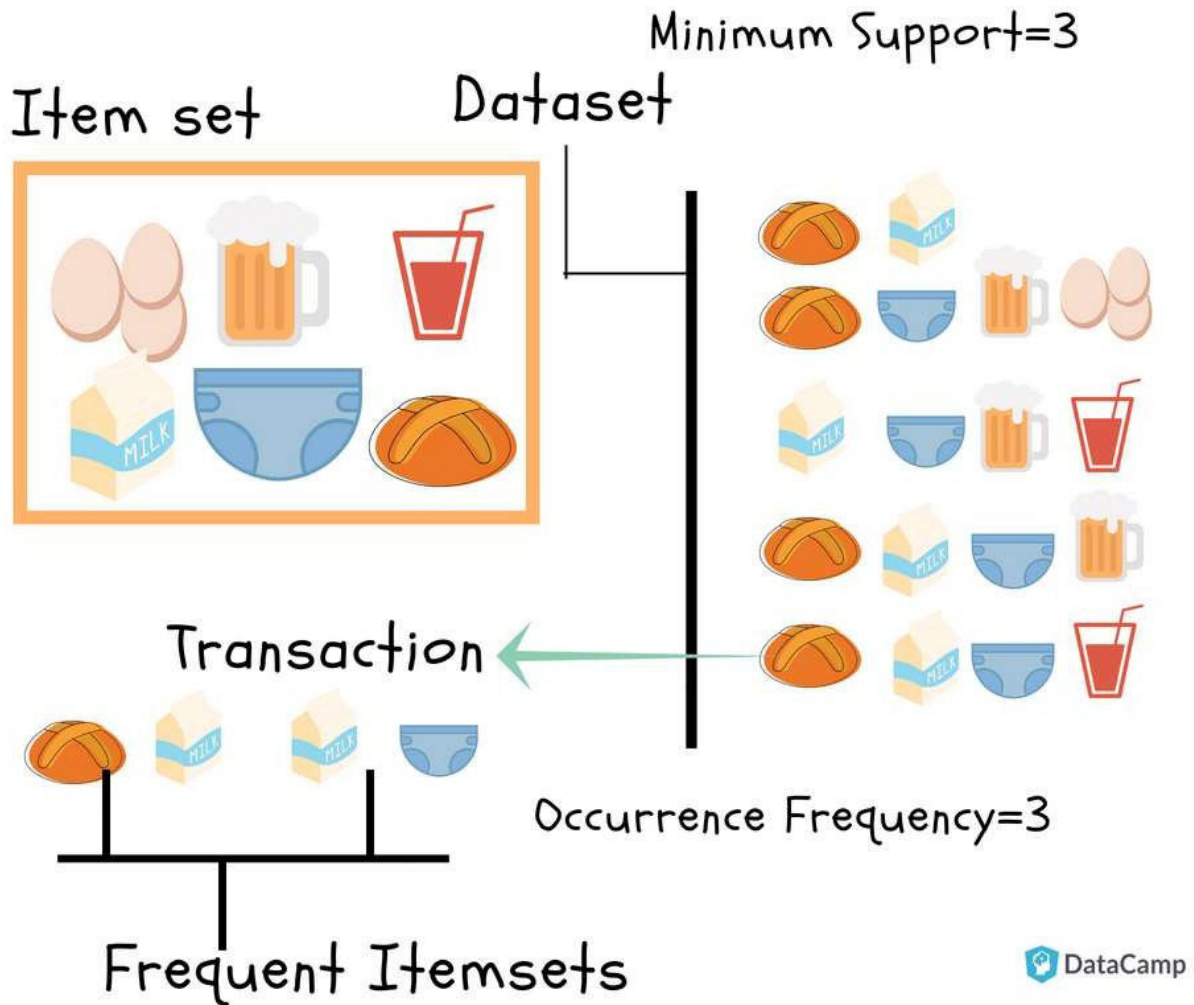 Minimum Support=3
Item set
Dataset
MILK
MILK
MILK
MILK
MILK
Transaction
MILK
MILK
Occurrence Frequency=3
Frequent Itemsets
DataCamp